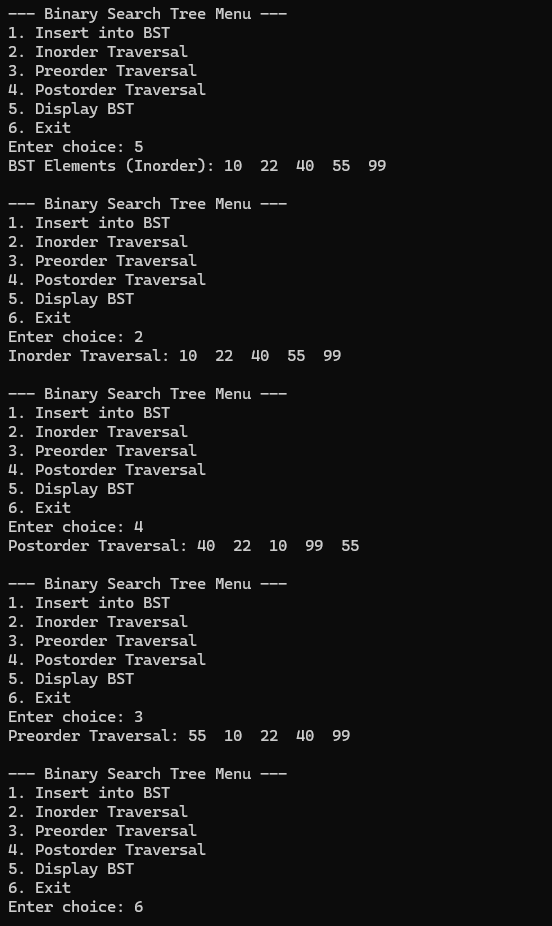 --- Binary Search Tree Menu ---
1. Insert into BST
2. Inorder Traversal
3. Preorder Traversal
4. Postorder Traversal
5. Display BST
6. Exit
Enter choice: 5
BST Elements (Inorder): 10  22  40  55  99

--- Binary Search Tree Menu ---
1. Insert into BST
2. Inorder Traversal
3. Preorder Traversal
4. Postorder Traversal
5. Display BST
6. Exit
Enter choice: 2
Inorder Traversal: 10  22  40  55  99

--- Binary Search Tree Menu ---
1. Insert into BST
2. Inorder Traversal
3. Preorder Traversal
4. Postorder Traversal
5. Display BST
6. Exit
Enter choice: 4
Postorder Traversal: 40  22  10  99  55

--- Binary Search Tree Menu ---
1. Insert into BST
2. Inorder Traversal
3. Preorder Traversal
4. Postorder Traversal
5. Display BST
6. Exit
Enter choice: 3
Preorder Traversal: 55  10  22  40  99

--- Binary Search Tree Menu ---
1. Insert into BST
2. Inorder Traversal
3. Preorder Traversal
4. Postorder Traversal
5. Display BST
6. Exit
Enter choice: 6